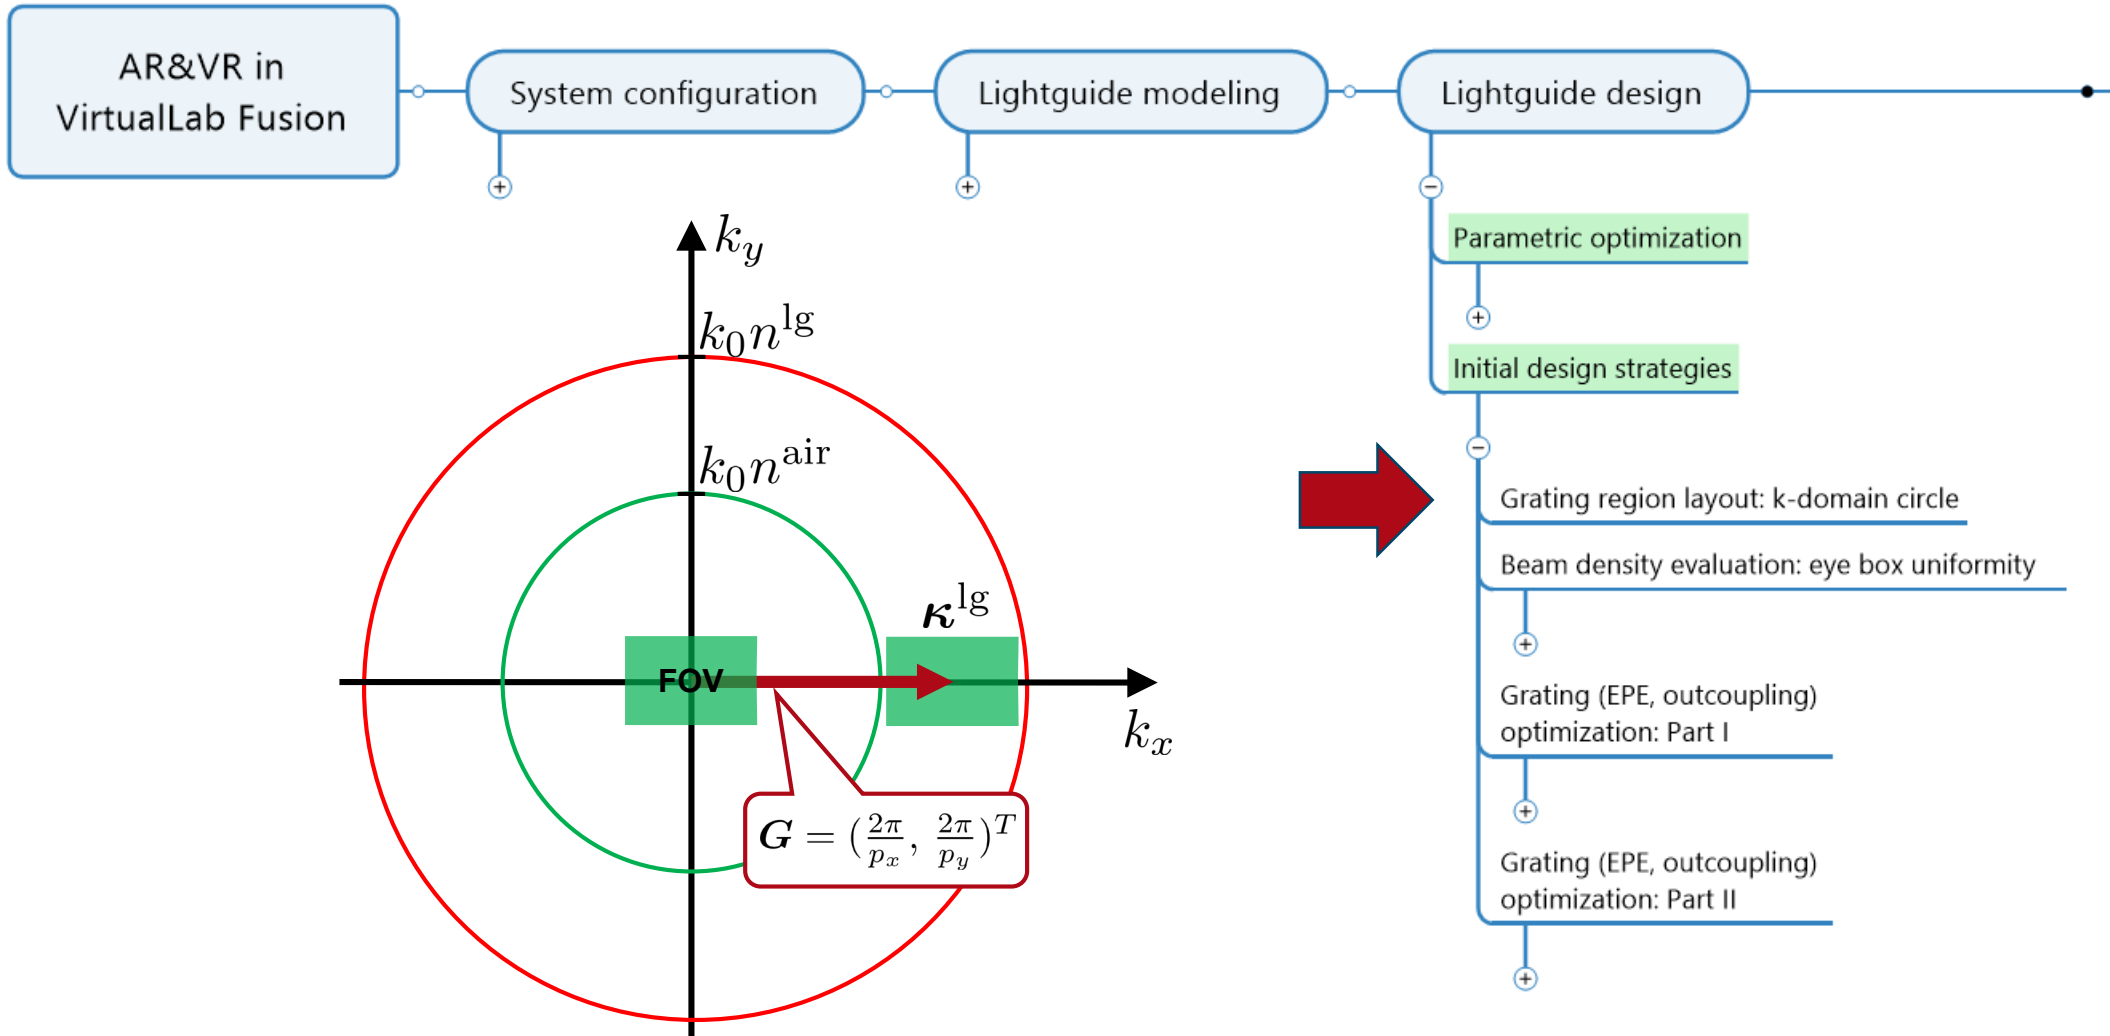 AR&VR in
VirtualLab Fusion
System configuration
Lightguide modeling
Lightguide design
Parametric optimization
Initial design strategies
Grating region layout: k-domain circle
Beam density evaluation: eye box uniformity
Grating (EPE, outcoupling)
optimization: Part I
Grating (EPE, outcoupling)
optimization: Part II
k_y
k_0 n^lg
k_0 n^air
κ^lg
FOV
k_x
G = (2π/p_x, 2π/p_y)^T